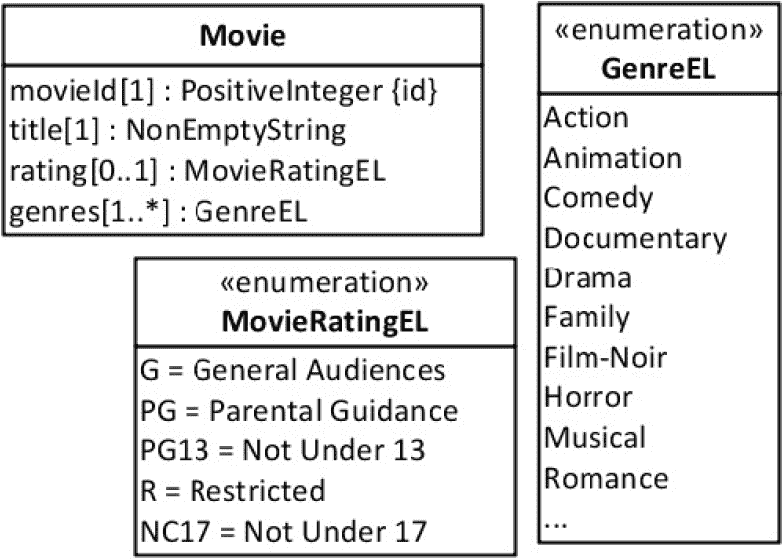 Movie
movieId[1] : PositiveInteger {id}
title[1] : NonEmptyString
rating[0..1] : MovieRatingEL
genres[1..*] : GenreEL
«enumeration»
MovieRatingEL
G = General Audiences
PG = Parental Guidance
PG13 = Not Under 13
R = Restricted
NC17 = Not Under 17
«enumeration»
GenreEL
Action
Animation
Comedy
Documentary
Drama
Family
Film-Noir
Horror
Musical
Romance
...